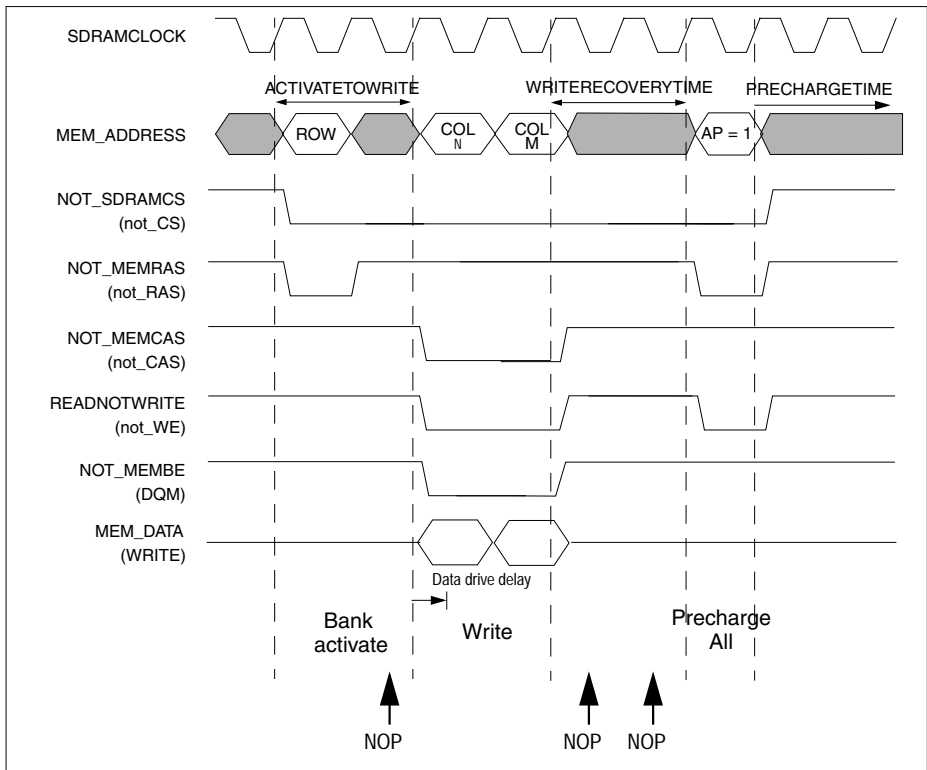 SDRAMCLOCK
ACTIVATETOWRITE
WRITERECOVERYTIME
PRECHARGETIME
MEM_ADDRESS
ROW
COL
N
COL
M
AP = 1
NOT_SDRAMCS
(not_CS)
NOT_MEMRAS
(not_RAS)
NOT_MEMCAS
(not_CAS)
READNOTWRITE
(not_WE)
NOT_MEMBE
(DQM)
MEM_DATA
(WRITE)
Data drive delay
Bank
activate
Write
Precharge
All
NOP
NOP
NOP